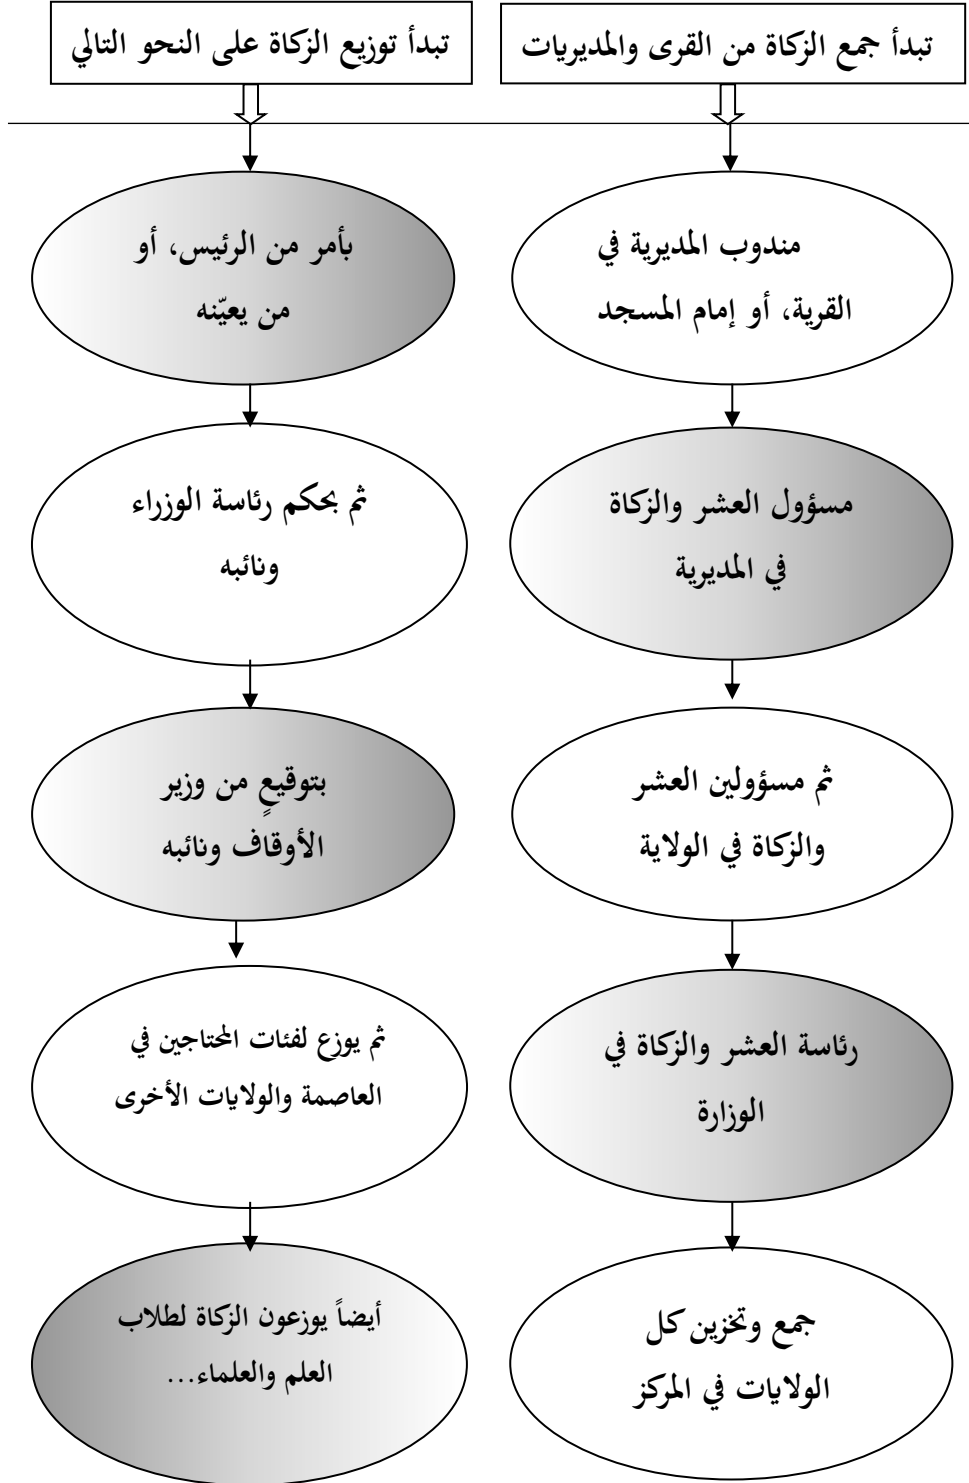 تبدأ جمع الزكاة من القرى والمديريات
مندوب المديرية في
القرية، أو إمام المسجد
مسؤول العشر والزكاة
في المديرية
ثم مسؤولين العشر
والزكاة في الولاية
رئاسة العشر والزكاة في
الوزارة
جمع وتخزين كل
الولايات في المركز
تبدأ توزيع الزكاة على النحو التالي
بأمر من الرئيس، أو
من يعيّنه
ثم بحكم رئاسة الوزراء
ونائبه
بتوقيعٍ من وزير
الأوقاف ونائبه
ثم يوزع لفئات المحتاجين في
العاصمة والولايات الأخرى
أيضاً يوزعون الزكاة لطلاب
العلم والعلماء...